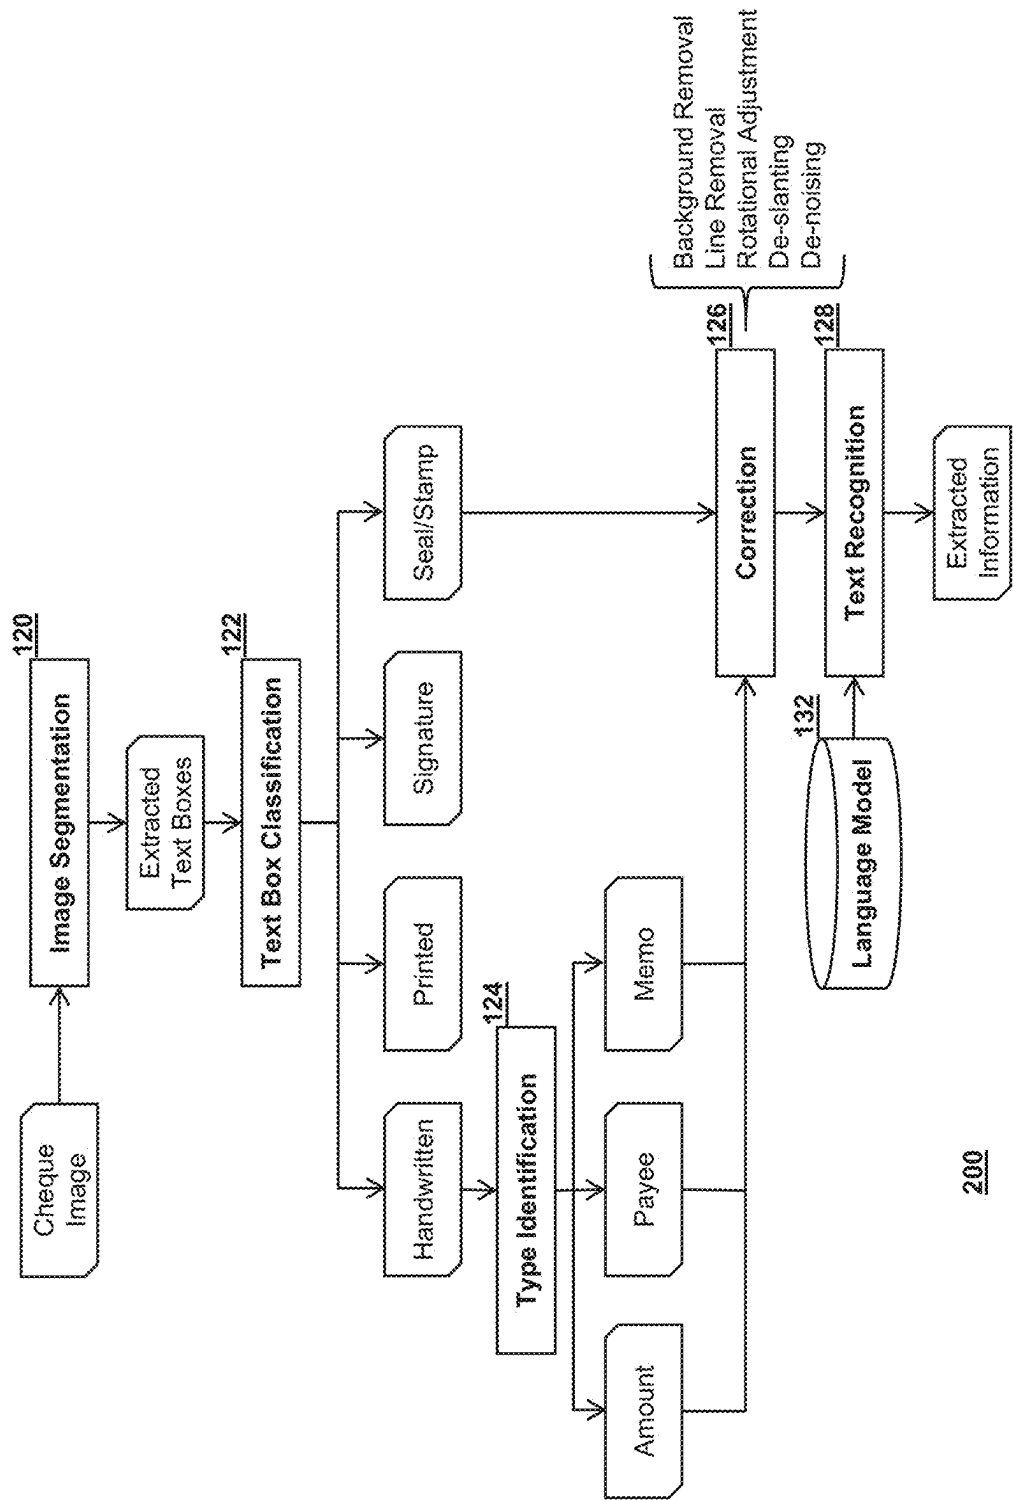 120
Cheque
Image
Image Segmentation
Extracted
Text Boxes
122
Text Box Classification
Handwritten
Printed
Signature
Seal/Stamp
124
Type Identification
Amount
Payee
Memo
126
Correction
Background Removal
Line Removal
Rotational Adjustment
De-slanting
De-noising
132
Language Model
128
Text Recognition
Extracted
Information
200